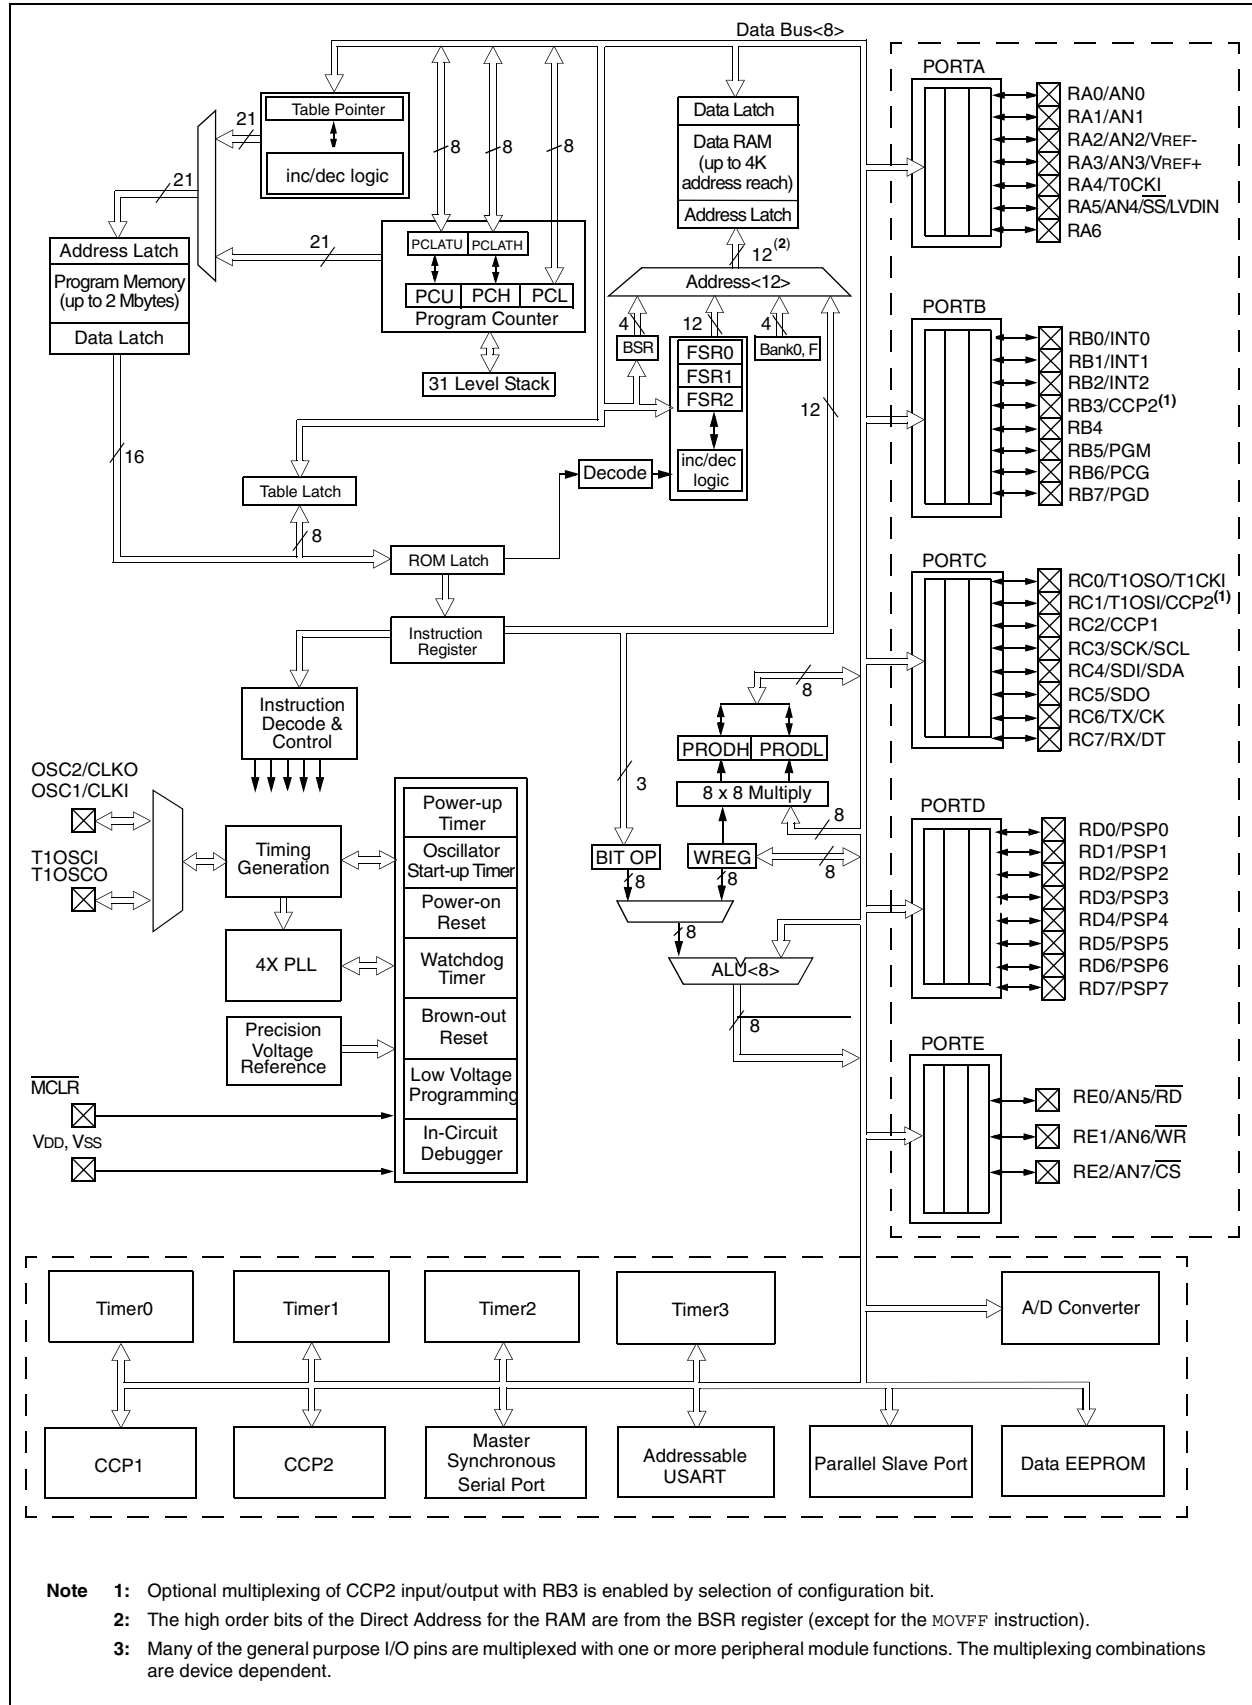 Data Bus<8>
PORTA
Table Pointer
inc/dec logic
21
21
8
8
8
Data Latch
Data RAM
(up to 4K
address reach)
Address Latch
RA0/AN0
RA1/AN1
RA2/AN2/VREF-
RA3/AN3/VREF+
RA4/T0CKI
RA5/AN4/SS/LVDIN
RA6
Address Latch
Program Memory
(up to 2 Mbytes)
Data Latch
21
PCLATU
PCLATH
PCU
PCH
PCL
Program Counter
31 Level Stack
12(2)
Address<12>
4
12
4
BSR
FSR0
FSR1
FSR2
Bank0, F
inc/dec
logic
Decode
12
PORTB
RB0/INT0
RB1/INT1
RB2/INT2
RB3/CCP2(1)
RB4
RB5/PGM
RB6/PCG
RB7/PGD
16
Table Latch
8
ROM Latch
Instruction
Register
PORTC
RC0/T1OSO/T1CKI
RC1/T1OSI/CCP2(1)
RC2/CCP1
RC3/SCK/SCL
RC4/SDI/SDA
RC5/SDO
RC6/TX/CK
RC7/RX/DT
Instruction
Decode &
Control
8
PRODH
PRODL
8 x 8 Multiply
3
8
BIT OP
WREG
8
8
8
8
ALU<8>
8
OSC2/CLKO
OSC1/CLKI
T1OSCI
T1OSCO
Timing
Generation
4X PLL
Precision
Voltage
Reference
Power-up
Timer
Oscillator
Start-up Timer
Power-on
Reset
Watchdog
Timer
Brown-out
Reset
Low Voltage
Programming
In-Circuit
Debugger
MCLR
VDD, VSS
PORTD
RD0/PSP0
RD1/PSP1
RD2/PSP2
RD3/PSP3
RD4/PSP4
RD5/PSP5
RD6/PSP6
RD7/PSP7
PORTE
RE0/AN5/RD
RE1/AN6/WR
RE2/AN7/CS
Timer0
Timer1
Timer2
Timer3
A/D Converter
CCP1
CCP2
Master
Synchronous
Serial Port
Addressable
USART
Parallel Slave Port
Data EEPROM
Note 1: Optional multiplexing of CCP2 input/output with RB3 is enabled by selection of configuration bit.
2: The high order bits of the Direct Address for the RAM are from the BSR register (except for the MOVFF instruction).
3: Many of the general purpose I/O pins are multiplexed with one or more peripheral module functions. The multiplexing combinations
are device dependent.